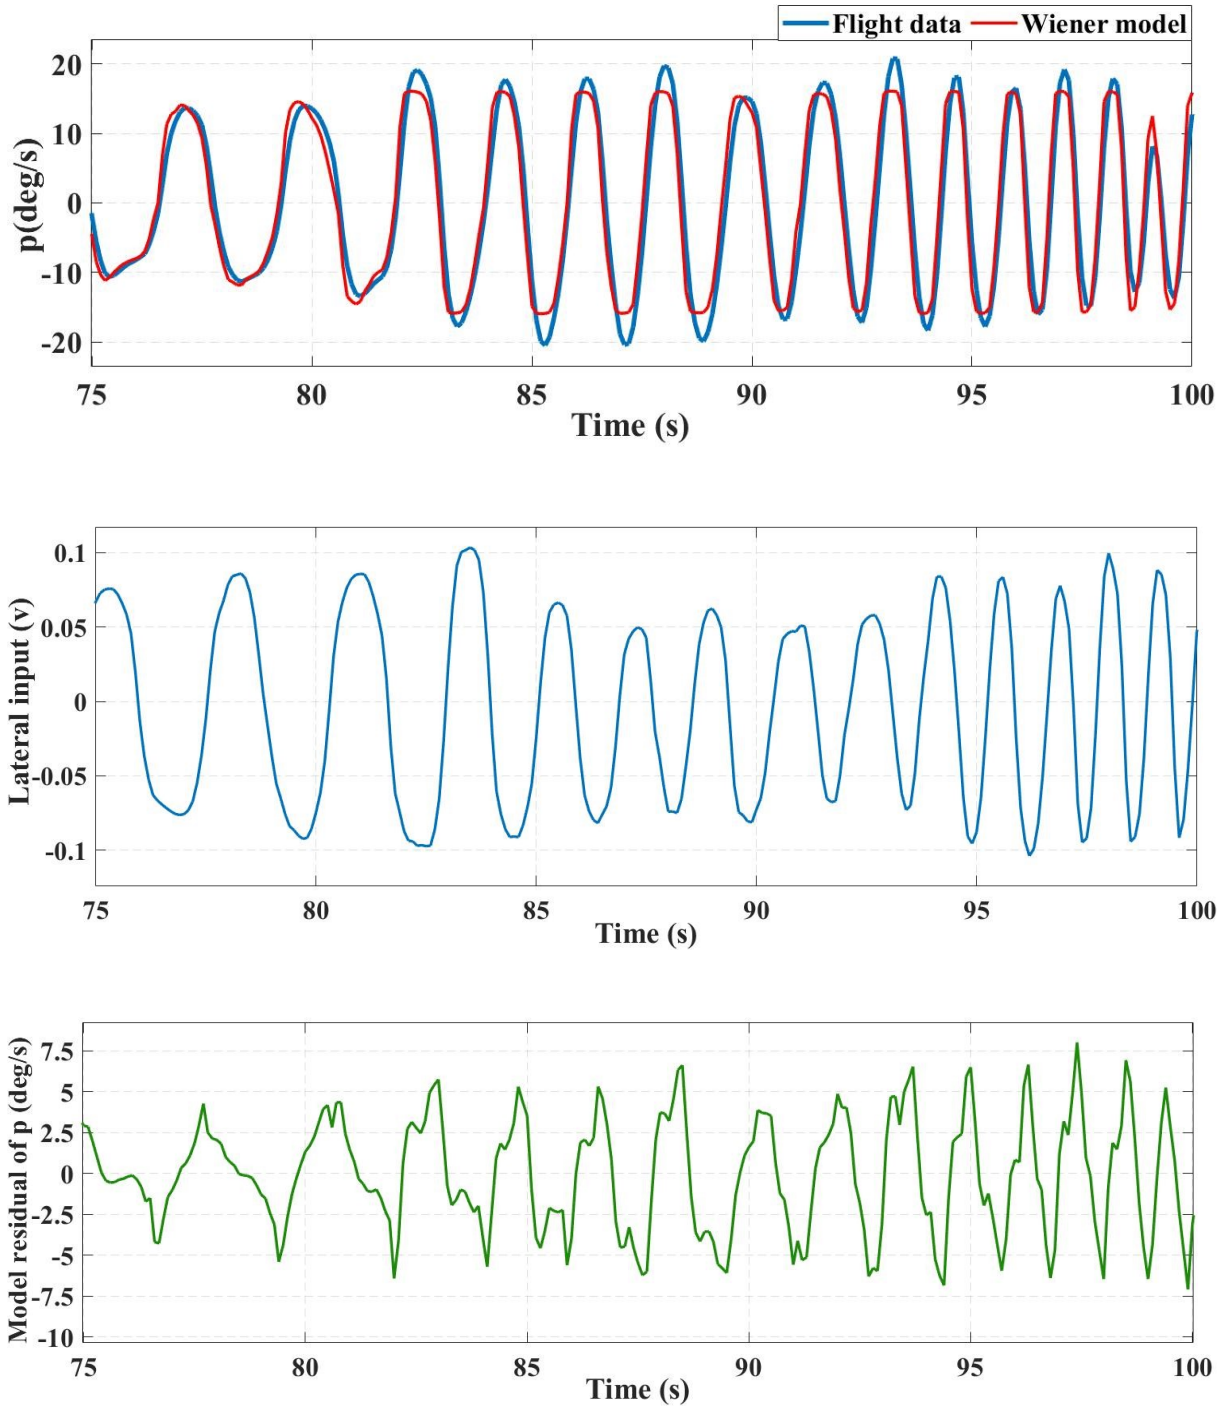 Flight data Wiener model
p(deg/s)
20
10
0
-10
-20
75 80 85 90 95 100
Time (s)
Lateral input (v)
0.1
0.05
0
-0.05
-0.1
75 80 85 90 95 100
Time (s)
Model residual of p (deg/s)
7.5
5
2.5
0
-2.5
-5
-7.5
-10
75 80 85 90 95 100
Time (s)